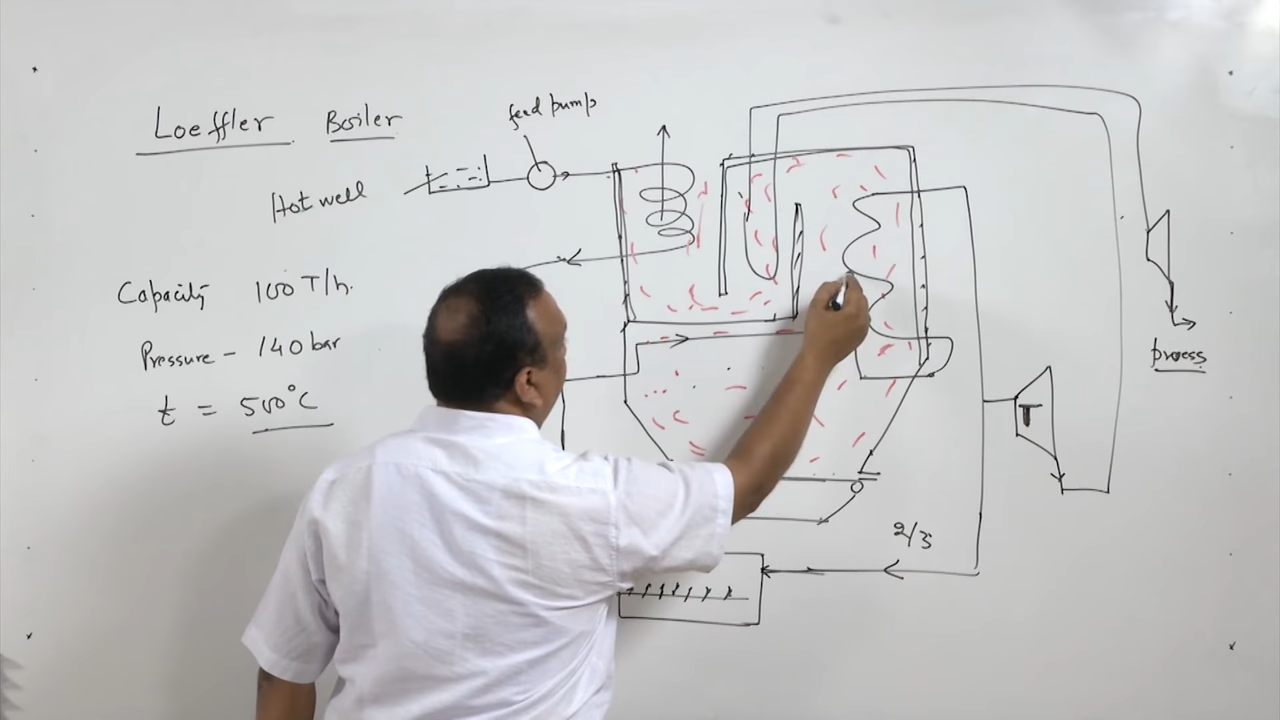 Loeffler Boiler
feed pump
Hot well
Capacity 100 T/h.
Pressure - 140 bar
t = 500°C
process
T
2/3